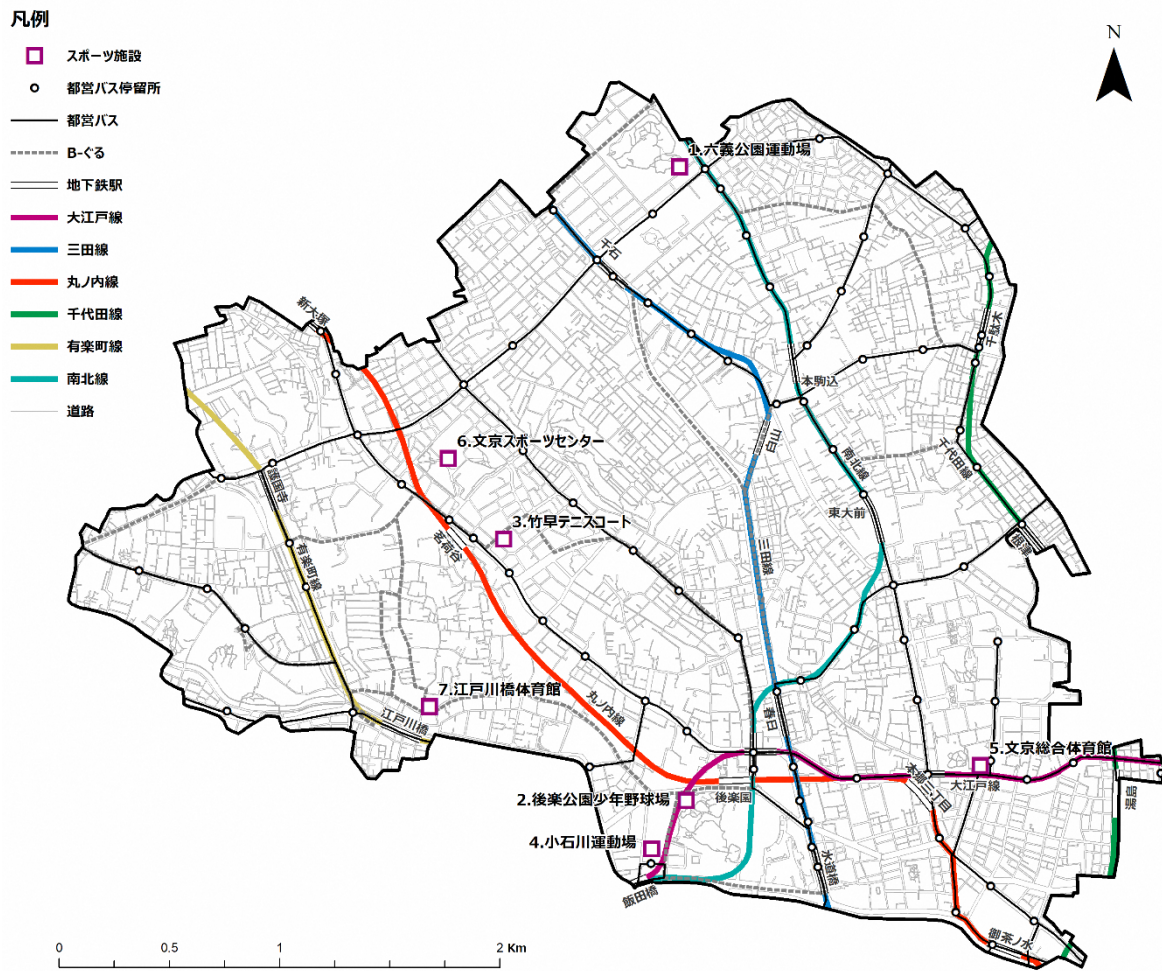 凡例
スポーツ施設
都営バス停留所
都営バス
B-ぐる
地下鉄駅
大江戸線
三田線
丸ノ内線
千代田線
有楽町線
南北線
道路
N
1.六義公園運動場
千石
新大塚
千駄木
本駒込
白山
南北線
千代田線
6.文京スポーツセンター
護国寺
東大前
3.竹早テニスコート
茗荷谷
根津
三田線
有楽町線
7.江戸川橋体育館
丸ノ内線
江戸川橋
春日
5.文京総合体育館
大江戸線
本郷三丁目
湯島
2.後楽公園少年野球場
後楽園
4.小石川運動場
水道橋
飯田橋
御茶ノ水
0 0.5 1 2 Km